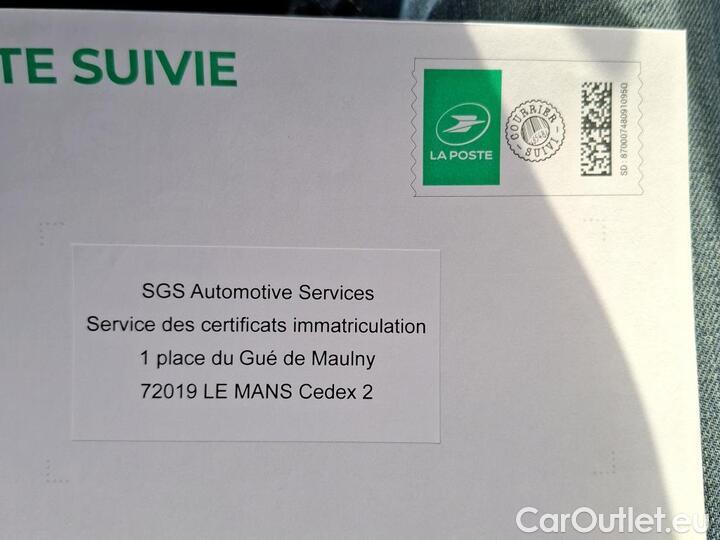 TE SUIVIE
LA POSTE
COURRIER
SUIVI
SD : 87000748091095Q
SGS Automotive Services
Service des certificats immatriculation
1 place du Gué de Maulny
72019 LE MANS Cedex 2
CarOutlet.eu